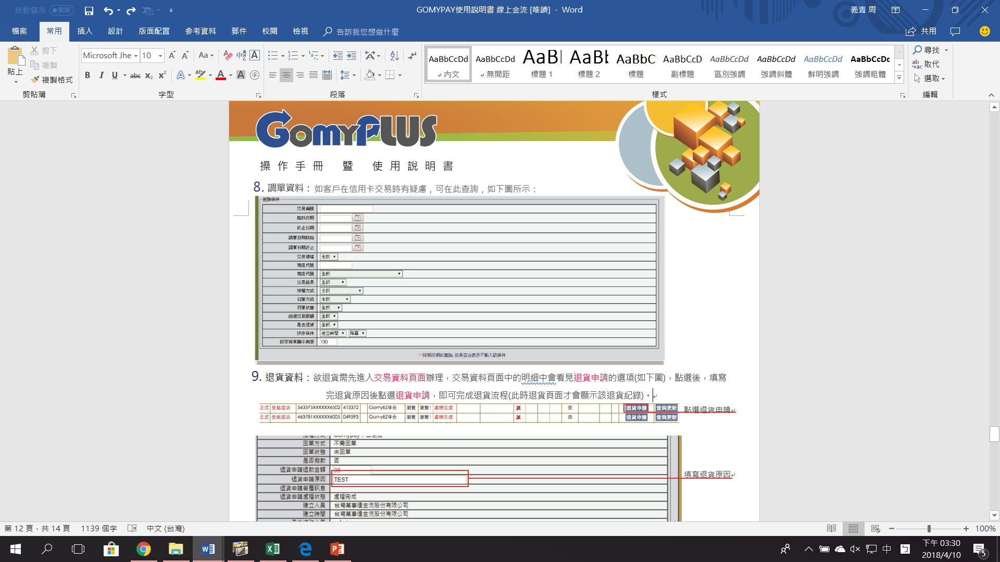 自動儲存 關閉
GOMYPAY使用說明書 線上金流 [唯讀] - Word
義青 周
檔案 常用 插入 設計 版面配置 參考資料 郵件 校閱 檢視 告訴我您想做什麼
共用
貼上 剪下 複製 複製格式
Microsoft Jhe 10
AaBbCcDd AaBbCcDd AaBl AaBb AaBbC AaBbCcD AaBbCcDd AaBbCcDd AaBbCcDd AaBbCcDc
內文 無間距 標題 1 標題 2 標題 副標題 區別強調 強調斜體 鮮明強調 強調粗體
尋找 取代 選取
剪貼簿 字型 段落 樣式 編輯
GOMYPLUS
操作手冊 暨 使用說明書
8. 調單資料：如客戶在信用卡交易時有疑慮，可在此查詢，如下圖所示：
查詢條件
交易編號
起始日期
終止日期
調單日期起始
調單日期終止
交易環境 全部
商店代號
商店代號 全部
交易結果 全部
授權方式 全部
回單方式 全部
回單狀態 全部
超過交易限額 全部
是否退貨 全部
排序條件 建立時間 降冪
設定每頁顯示幾筆 100
**按部份相似查詢, 如果空白表示不載入該條件
9. 退貨資料：欲退貨需先進入交易資料頁面辦理，交易資料頁面中的明細中會看見退貨申請的選項(如下圖)，點選後，填寫
完退貨原因後點選退貨申請，即可完成退貨流程(此時退貨頁面才會顯示該退貨紀錄)。
正式 交易成功 543375XXXXXX6502 413372 GomyEZ平台 瀏覽 瀏覽! 處理完成 否 退貨申請 查詢更新
點選退貨申請
正式 交易成功 463781XXXXXX6005 049593 GomyEZ平台 瀏覽 瀏覽! 處理完成 否 退貨申請 查詢更新
回單方式 不需回單
回單狀態 未回單
是否撥款 否
退貨申請退款金額 35
退貨申請原因 TEST
填寫退貨原因
退貨申請答覆訊息
退貨申請處理狀態 處理完成
建立人員 台灣萬事達金流股份有限公司
建立時間 台灣萬事達金流股份有限公司
第 12 頁，共 14 頁 1139 個字 中文 (台灣) 100%
中
下午 03:30
2018/4/10
5